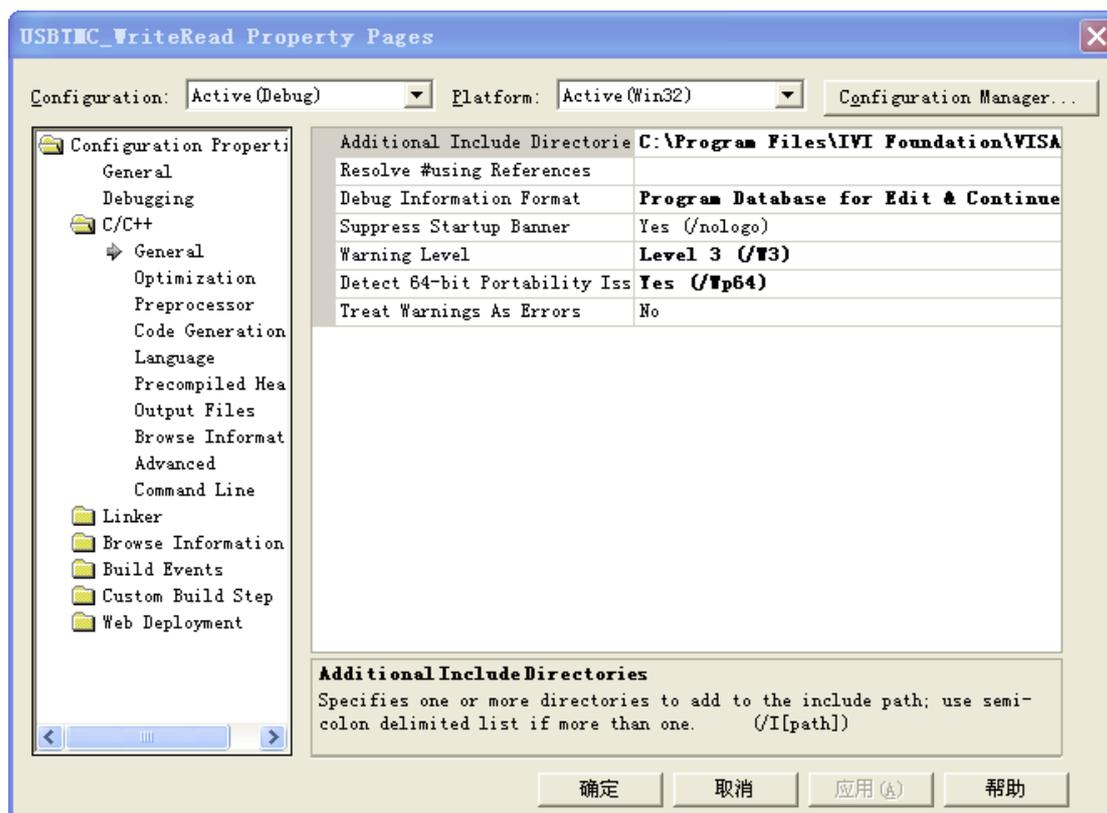 USBTMC_WriteRead Property Pages
Configuration: Active(Debug) Platform: Active(Win32) Configuration Manager...
Configuration Properti
General
Debugging
C/C++
General
Optimization
Preprocessor
Code Generation
Language
Precompiled Hea
Output Files
Browse Informat
Advanced
Command Line
Linker
Browse Information
Build Events
Custom Build Step
Web Deployment
Additional Include Directorie C:\Program Files\IVI Foundation\VISA
Resolve #using References
Debug Information Format Program Database for Edit & Continue
Suppress Startup Banner Yes (/nologo)
Warning Level Level 3 (/W3)
Detect 64-bit Portability Iss Yes (/Wp64)
Treat Warnings As Errors No
Additional Include Directories
Specifies one or more directories to add to the include path; use semi-
colon delimited list if more than one. (/I[path])
确定 取消 应用(A) 帮助